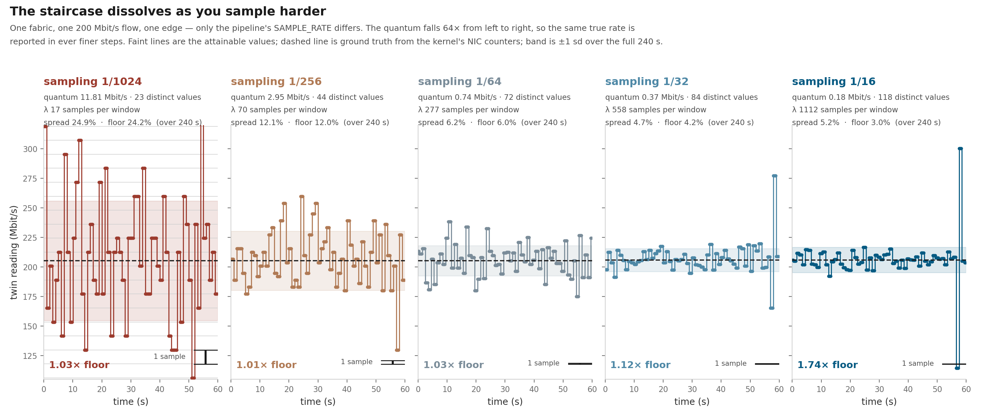 The staircase dissolves as you sample harder
One fabric, one 200 Mbit/s flow, one edge — only the pipeline's SAMPLE_RATE differs. The quantum falls 64× from left to right, so the same true rate is
reported in ever finer steps. Faint lines are the attainable values; dashed line is ground truth from the kernel's NIC counters; band is ±1 sd over the full 240 s.
sampling 1/1024
quantum 11.81 Mbit/s · 23 distinct values
λ 17 samples per window
spread 24.9% · floor 24.2% (over 240 s)
sampling 1/256
quantum 2.95 Mbit/s · 44 distinct values
λ 70 samples per window
spread 12.1% · floor 12.0% (over 240 s)
sampling 1/64
quantum 0.74 Mbit/s · 72 distinct values
λ 277 samples per window
spread 6.2% · floor 6.0% (over 240 s)
sampling 1/32
quantum 0.37 Mbit/s · 84 distinct values
λ 558 samples per window
spread 4.7% · floor 4.2% (over 240 s)
sampling 1/16
quantum 0.18 Mbit/s · 118 distinct values
λ 1112 samples per window
spread 5.2% · floor 3.0% (over 240 s)
twin reading (Mbit/s)
300
275
250
225
200
175
150
125
1 sample
1.03× floor
1 sample
1.01× floor
1 sample
1.03× floor
1 sample
1.12× floor
1 sample
1.74× floor
0 10 20 30 40 50 60
0 10 20 30 40 50 60
0 10 20 30 40 50 60
0 10 20 30 40 50 60
0 10 20 30 40 50 60
time (s)
time (s)
time (s)
time (s)
time (s)